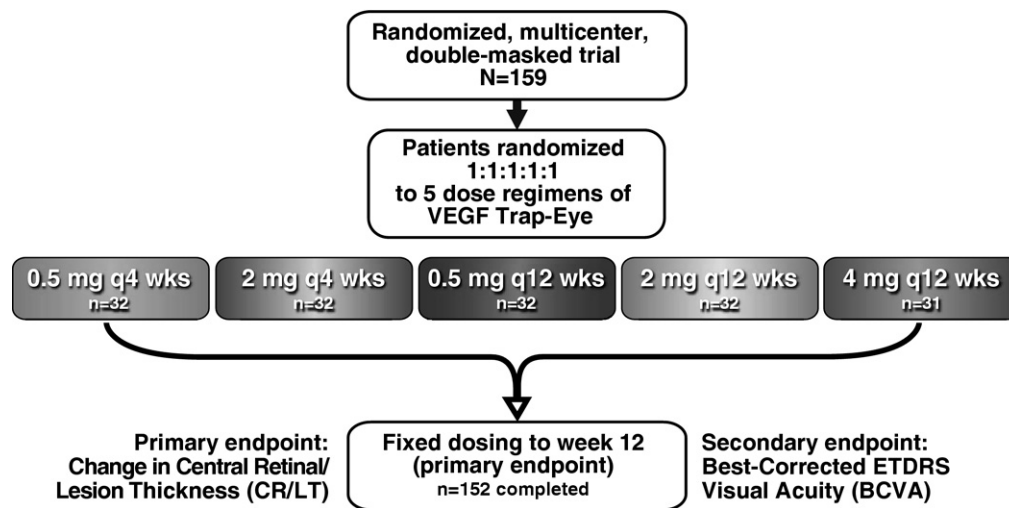 Randomized, multicenter,
double-masked trial
N=159
Patients randomized
1:1:1:1:1
to 5 dose regimens of
VEGF Trap-Eye
0.5 mg q4 wks
n=32
2 mg q4 wks
n=32
0.5 mg q12 wks
n=32
2 mg q12 wks
n=32
4 mg q12 wks
n=31
Primary endpoint:
Change in Central Retinal/
Lesion Thickness (CR/LT)
Fixed dosing to week 12
(primary endpoint)
n=152 completed
Secondary endpoint:
Best-Corrected ETDRS
Visual Acuity (BCVA)